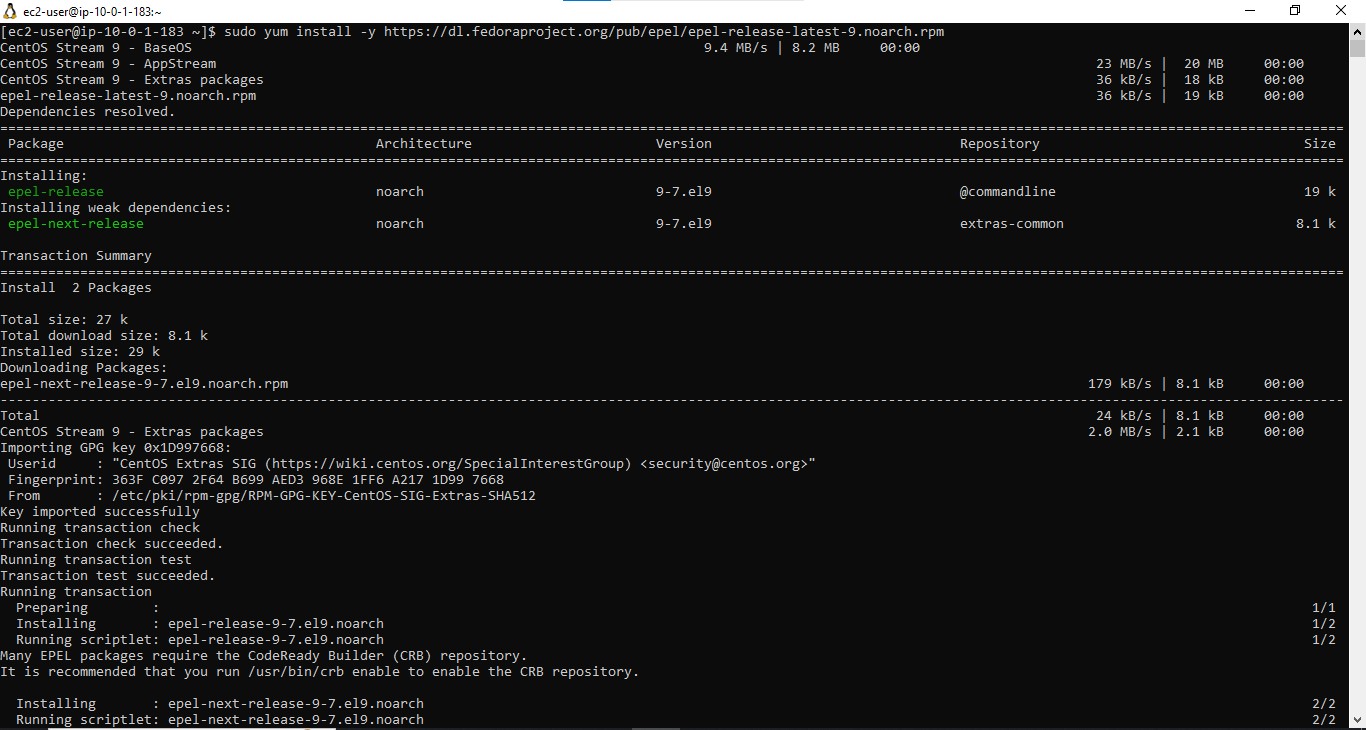 ec2-user@ip-10-0-1-183:~
[ec2-user@ip-10-0-1-183 ~]$ sudo yum install -y https://dl.fedoraproject.org/pub/epel/epel-release-latest-9.noarch.rpm
CentOS Stream 9 - BaseOS 9.4 MB/s | 8.2 MB 00:00
CentOS Stream 9 - AppStream 23 MB/s | 20 MB 00:00
CentOS Stream 9 - Extras packages 36 kB/s | 18 kB 00:00
epel-release-latest-9.noarch.rpm 36 kB/s | 19 kB 00:00
Dependencies resolved.
================================================================================
Package Architecture Version Repository Size
================================================================================
Installing:
epel-release noarch 9-7.el9 @commandline 19 k
Installing weak dependencies:
epel-next-release noarch 9-7.el9 extras-common 8.1 k
Transaction Summary
================================================================================
Install 2 Packages
Total size: 27 k
Total download size: 8.1 k
Installed size: 29 k
Downloading Packages:
epel-next-release-9-7.el9.noarch.rpm 179 kB/s | 8.1 kB 00:00
--------------------------------------------------------------------------------
Total 24 kB/s | 8.1 kB 00:00
CentOS Stream 9 - Extras packages 2.0 MB/s | 2.1 kB 00:00
Importing GPG key 0x1D997668:
Userid : "CentOS Extras SIG (https://wiki.centos.org/SpecialInterestGroup) <security@centos.org>"
Fingerprint: 363F C097 2F64 B699 AED3 968E 1FF6 A217 1D99 7668
From : /etc/pki/rpm-gpg/RPM-GPG-KEY-CentOS-SIG-Extras-SHA512
Key imported successfully
Running transaction check
Transaction check succeeded.
Running transaction test
Transaction test succeeded.
Running transaction
Preparing : 1/1
Installing : epel-release-9-7.el9.noarch 1/2
Running scriptlet: epel-release-9-7.el9.noarch 1/2
Many EPEL packages require the CodeReady Builder (CRB) repository.
It is recommended that you run /usr/bin/crb enable to enable the CRB repository.
Installing : epel-next-release-9-7.el9.noarch 2/2
Running scriptlet: epel-next-release-9-7.el9.noarch 2/2